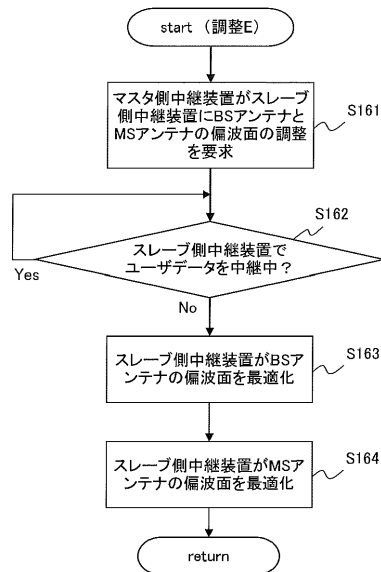 start （調整E）
マスタ側中継装置がスレーブ
側中継装置にBSアンテナと
MSアンテナの偏波面の調整
を要求
S161
S162
スレーブ側中継装置で
ユーザデータを中継中？
Yes
No
スレーブ側中継装置がBSア
ンテナの偏波面を最適化
S163
スレーブ側中継装置がMSア
ンテナの偏波面を最適化
S164
return